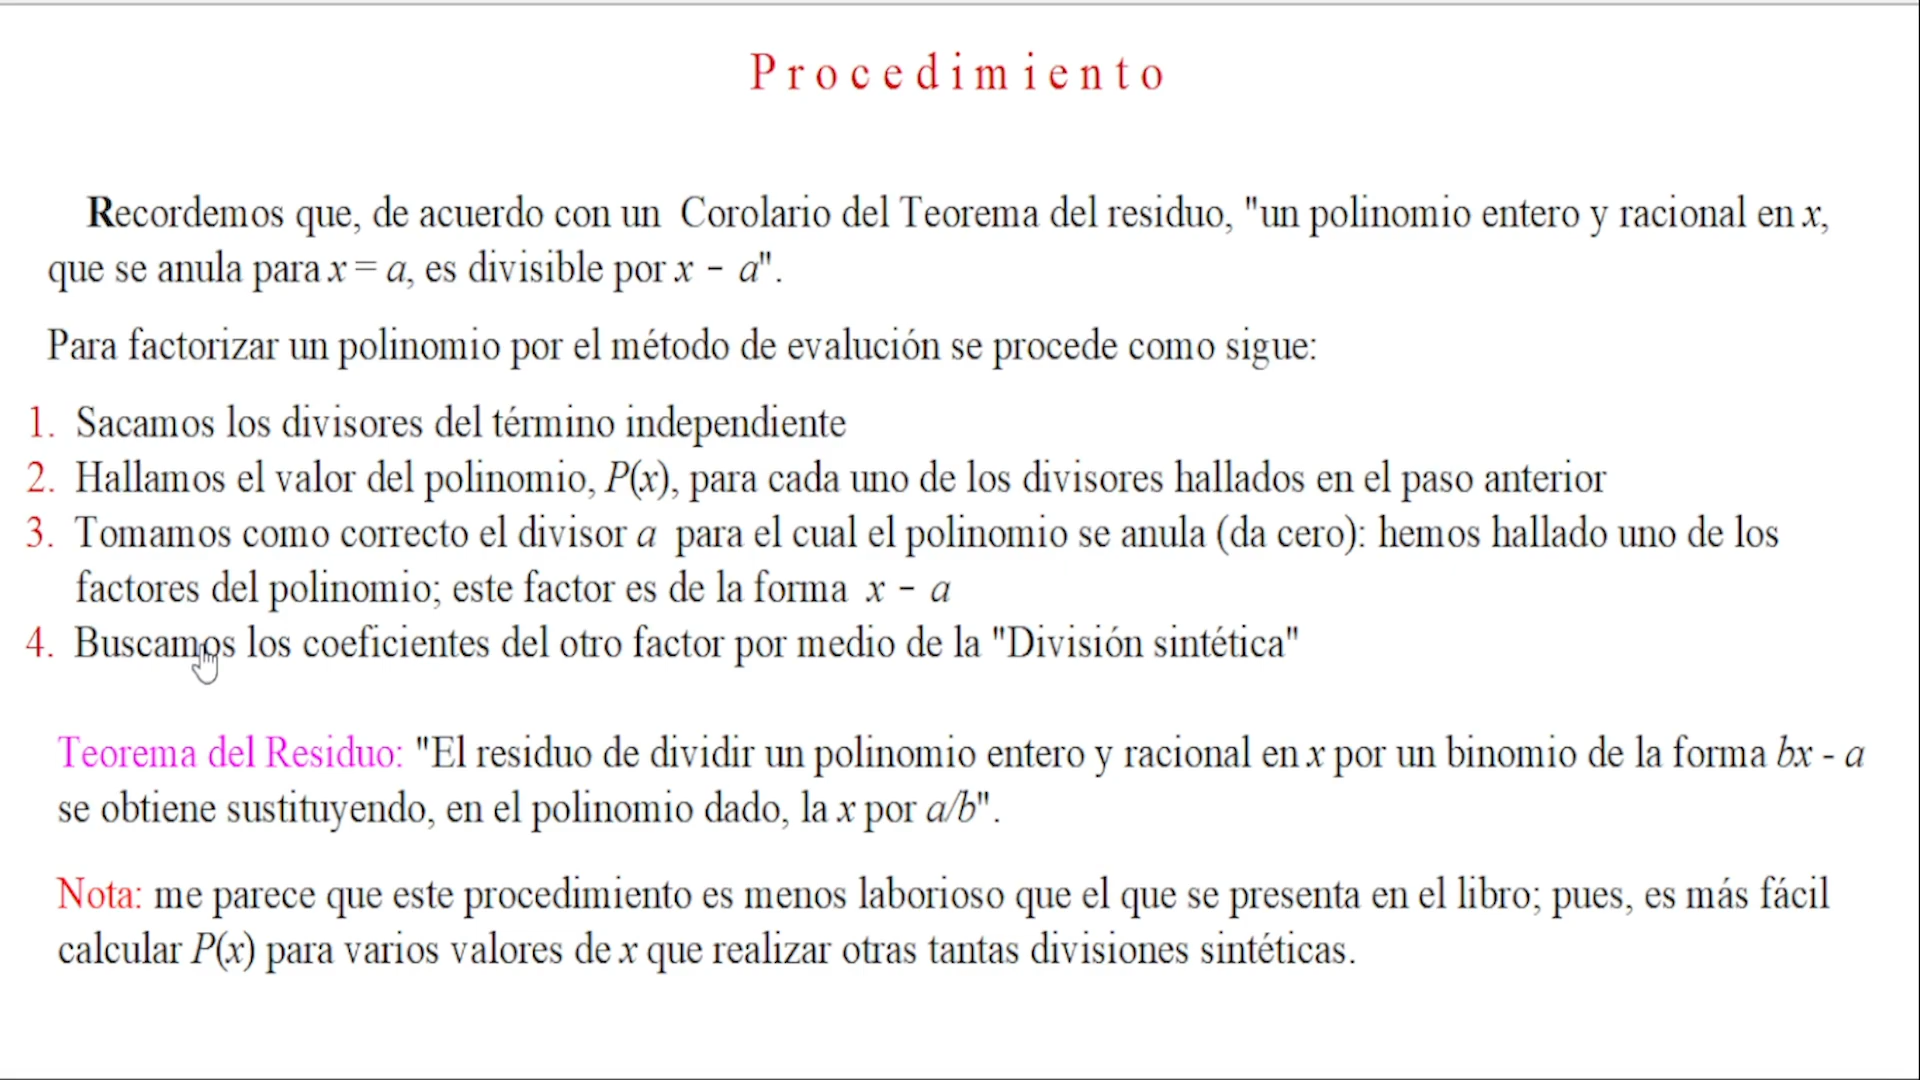 Procedimiento
Recordemos que, de acuerdo con un Corolario del Teorema del residuo, "un polinomio entero y racional en x,
que se anula para x = a, es divisible por x - a".
Para factorizar un polinomio por el método de evalución se procede como sigue:
1. Sacamos los divisores del término independiente
2. Hallamos el valor del polinomio, P(x), para cada uno de los divisores hallados en el paso anterior
3. Tomamos como correcto el divisor a para el cual el polinomio se anula (da cero): hemos hallado uno de los
factores del polinomio; este factor es de la forma x - a
4. Buscamos los coeficientes del otro factor por medio de la "División sintética"
Teorema del Residuo: "El residuo de dividir un polinomio entero y racional en x por un binomio de la forma bx - a
se obtiene sustituyendo, en el polinomio dado, la x por a/b".
Nota: me parece que este procedimiento es menos laborioso que el que se presenta en el libro; pues, es más fácil
calcular P(x) para varios valores de x que realizar otras tantas divisiones sintéticas.